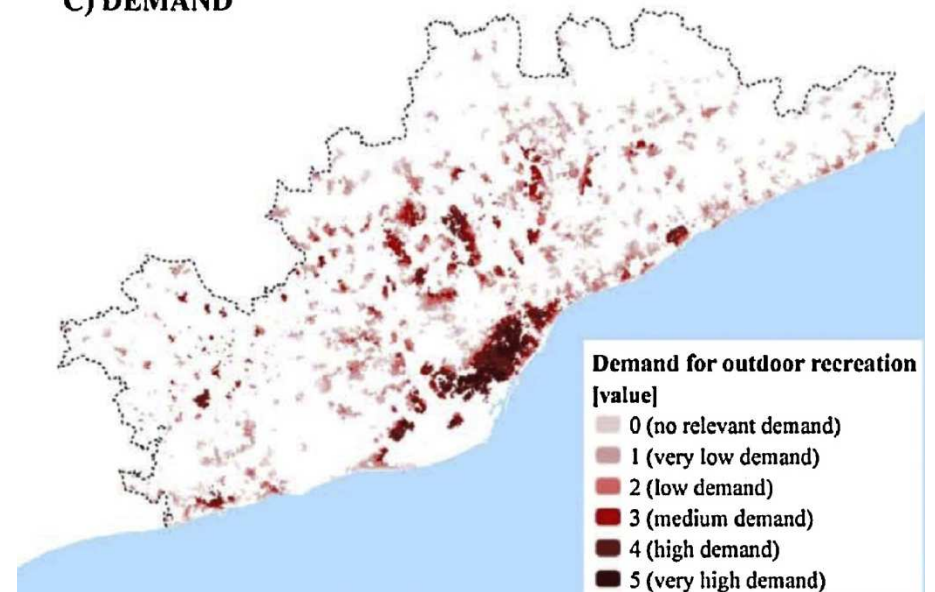 C) DEMAND
Demand for outdoor recreation
[value]
0 (no relevant demand)
1 (very low demand)
2 (low demand)
3 (medium demand)
4 (high demand)
5 (very high demand)